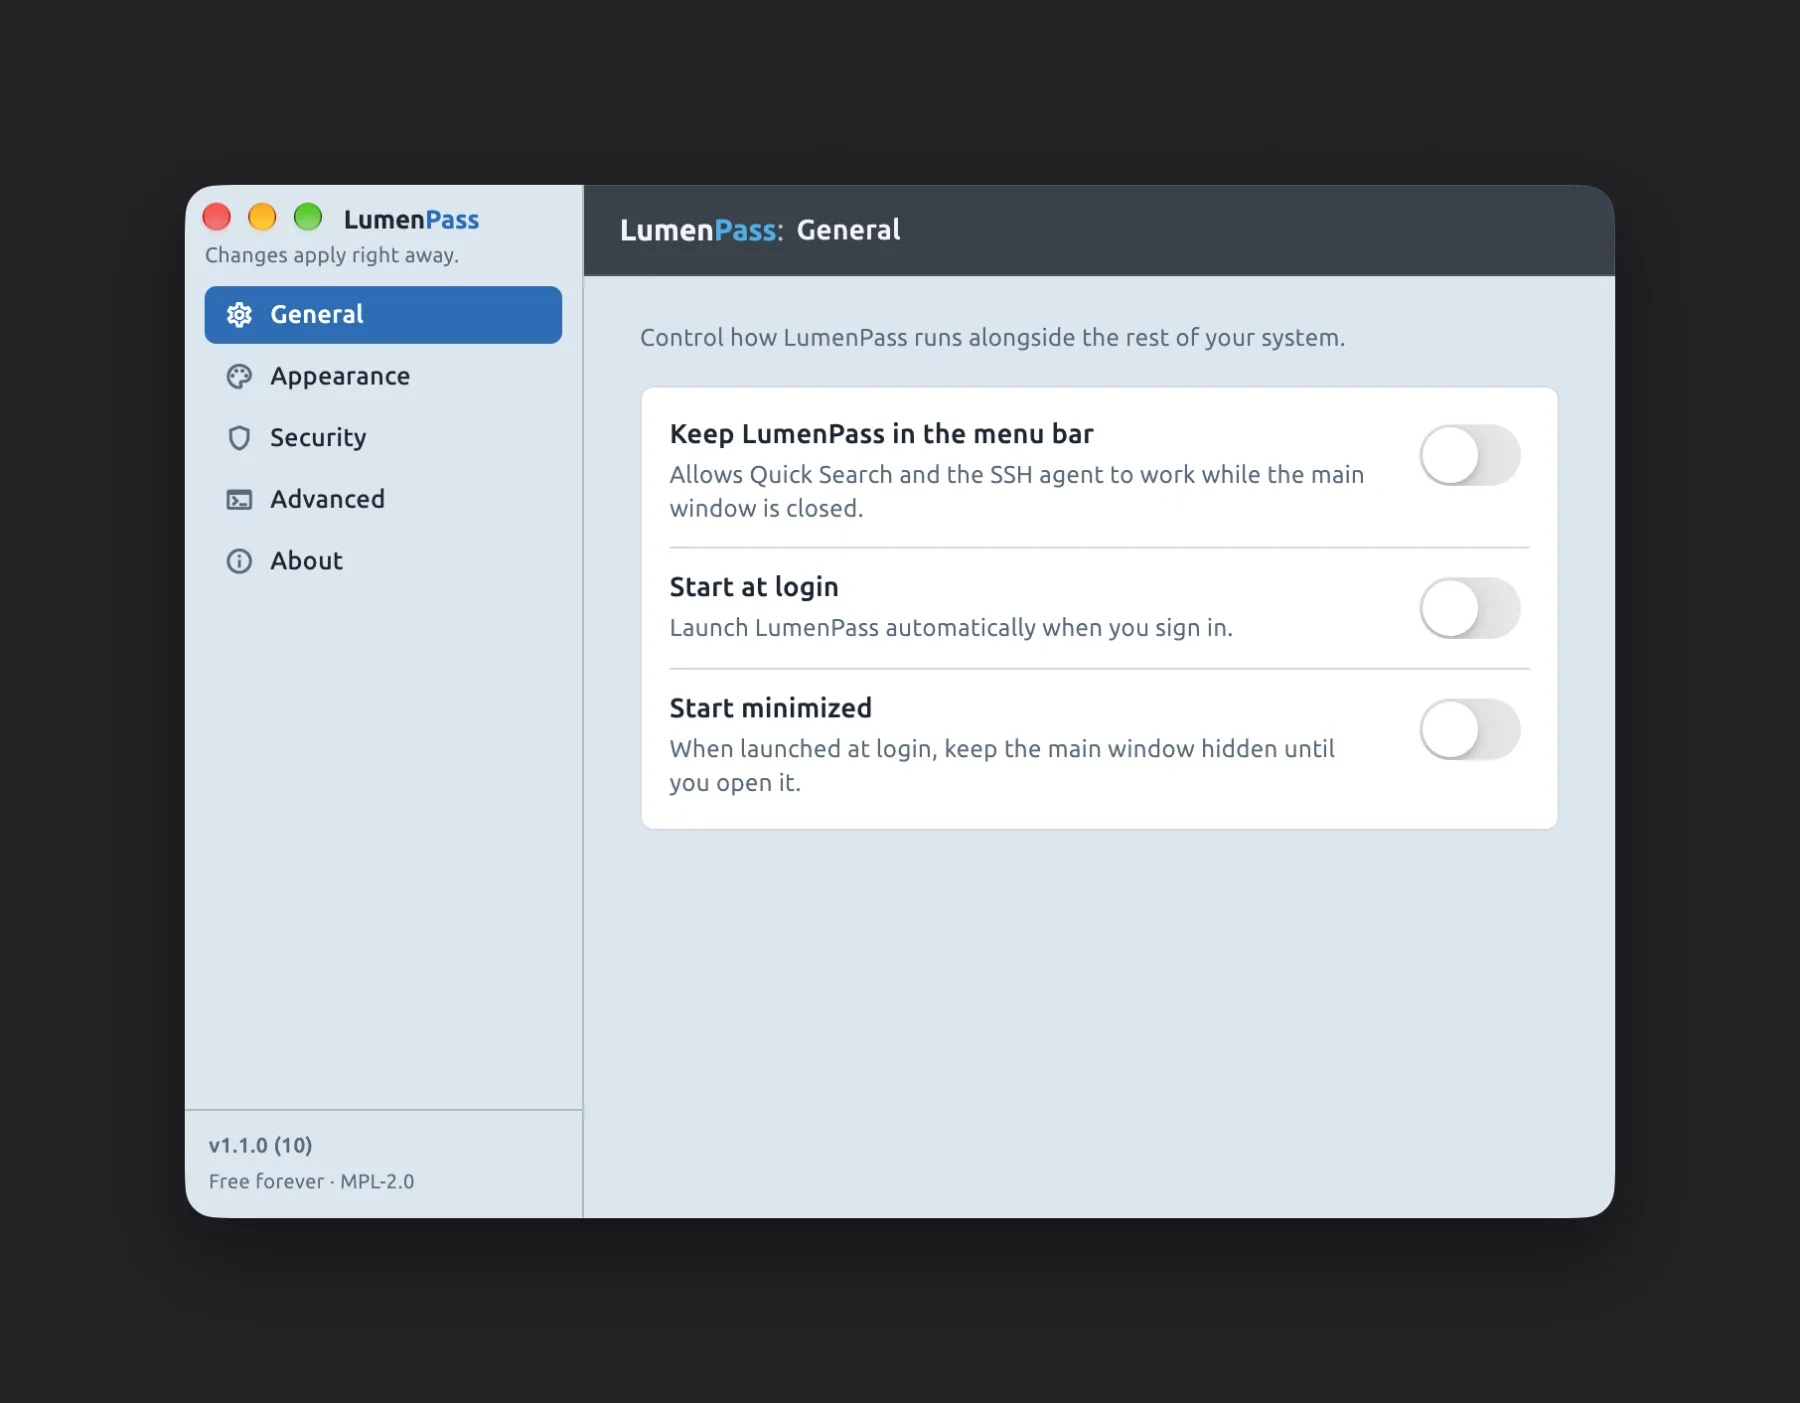 LumenPass
Changes apply right away.
General
Appearance
Security
Advanced
About
v1.1.0 (10)
Free forever · MPL-2.0
LumenPass: General
Control how LumenPass runs alongside the rest of your system.
Keep LumenPass in the menu bar
Allows Quick Search and the SSH agent to work while the main
window is closed.
Start at login
Launch LumenPass automatically when you sign in.
Start minimized
When launched at login, keep the main window hidden until
you open it.